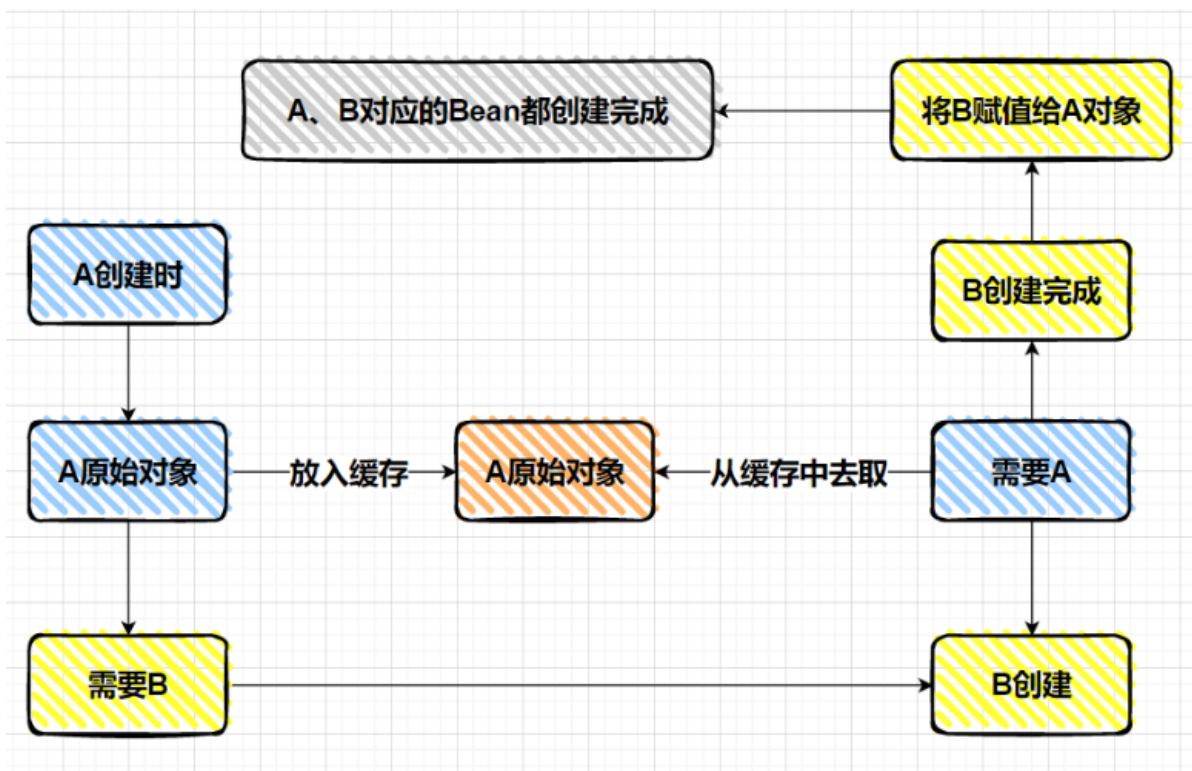 A、B对应的Bean都创建完成
将B赋值给A对象
A创建时
B创建完成
A原始对象
放入缓存
A原始对象
从缓存中去取
需要A
需要B
B创建